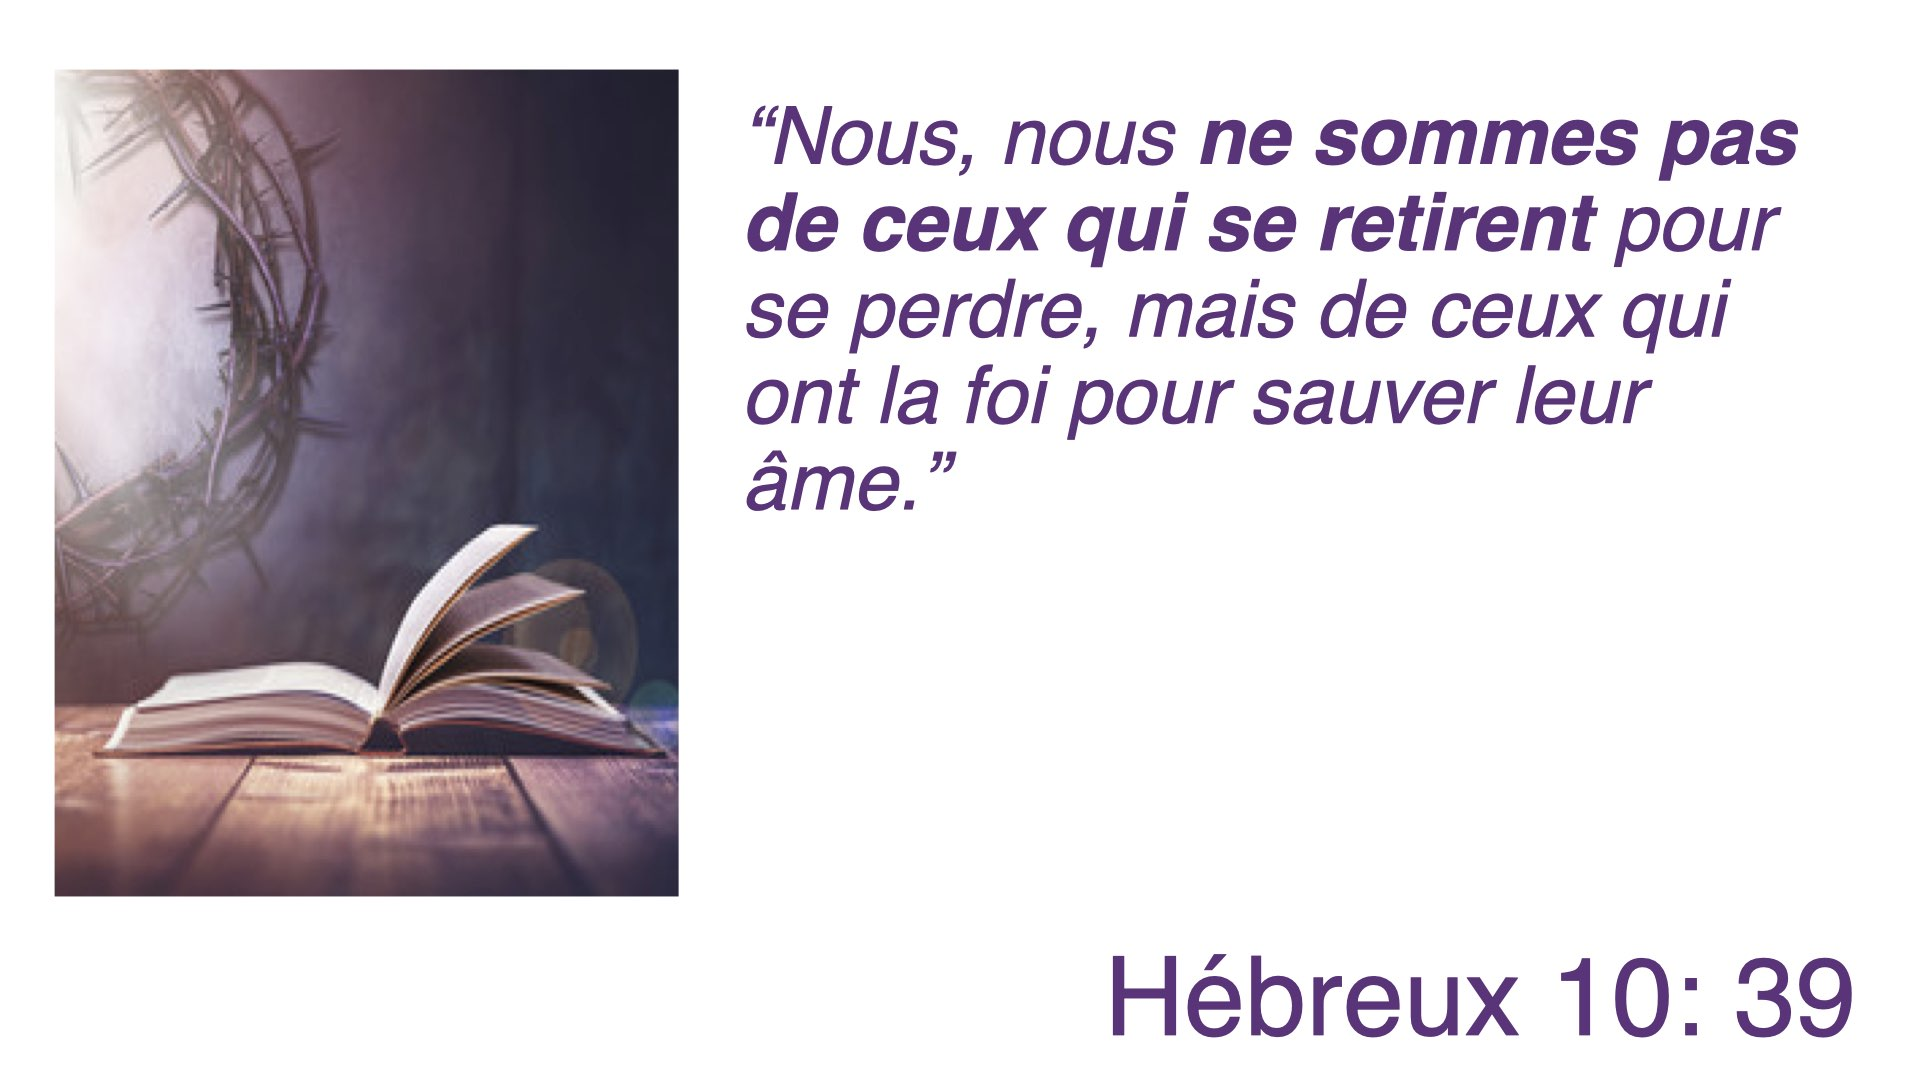 “Nous, nous ne sommes pas
de ceux qui se retirent pour
se perdre, mais de ceux qui
ont la foi pour sauver leur
âme.”
Hébreux 10: 39